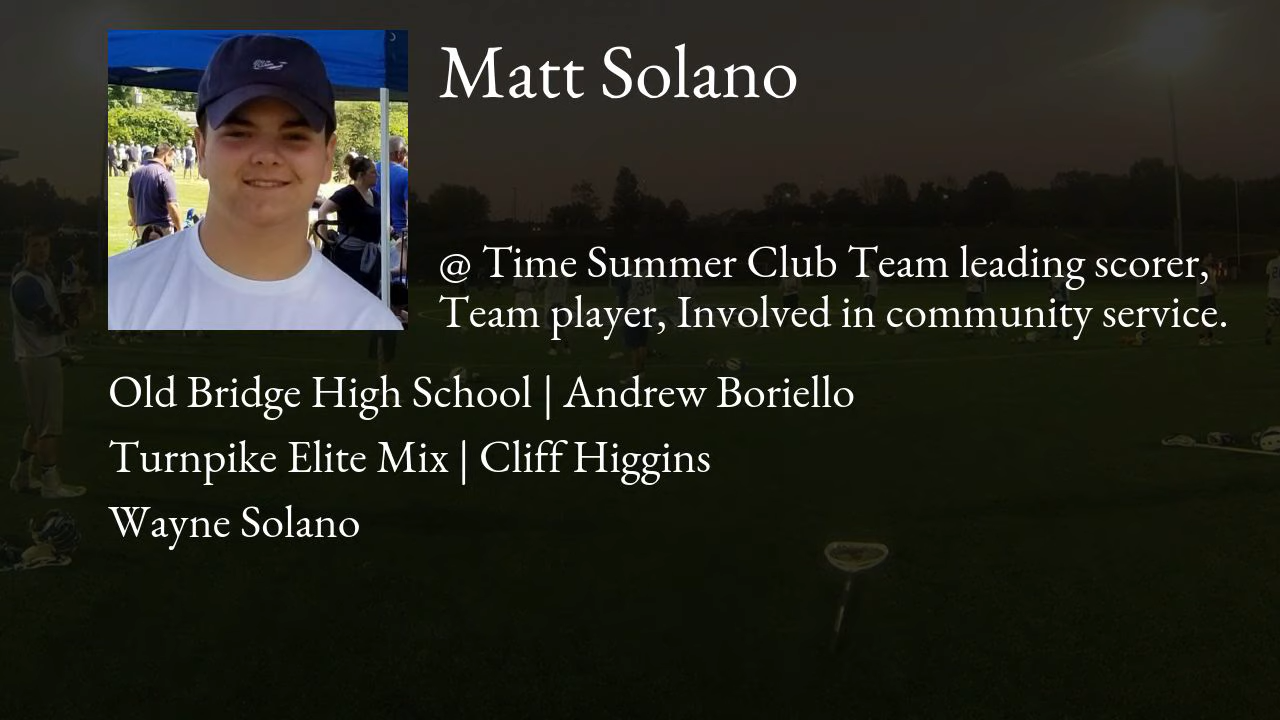 Matt Solano
@ Time Summer Club Team leading scorer,
Team player, Involved in community service.
Old Bridge High School | Andrew Boriello
Turnpike Elite Mix | Cliff Higgins
Wayne Solano